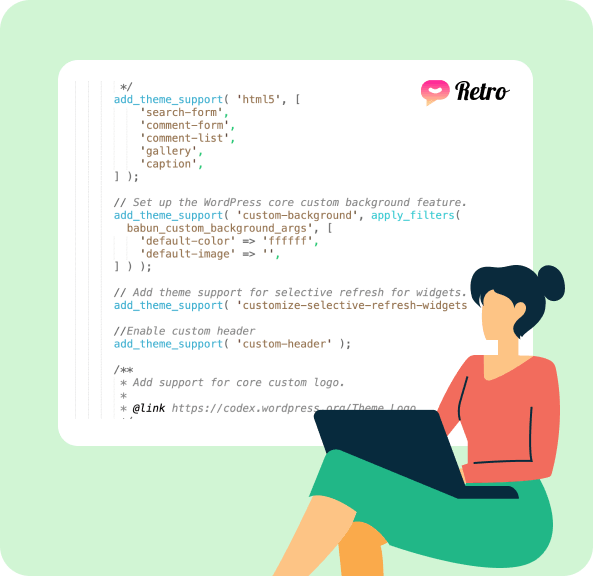 Retro
*/
add_theme_support( 'html5', [
'search-form',
'comment-form',
'comment-list',
'gallery',
'caption',
] );
// Set up the WordPress core custom background feature.
add_theme_support( 'custom-background', apply_filters(
babun_custom_background_args', [
'default-color' => 'ffffff',
'default-image' => '',
] ) );
// Add theme support for selective refresh for widgets.
add_theme_support( 'customize-selective-refresh-widgets
//Enable custom header
add_theme_support( 'custom-header' );
/**
* Add support for core custom logo.
*
* @link https://codex.wordpress.org/Theme_Logo